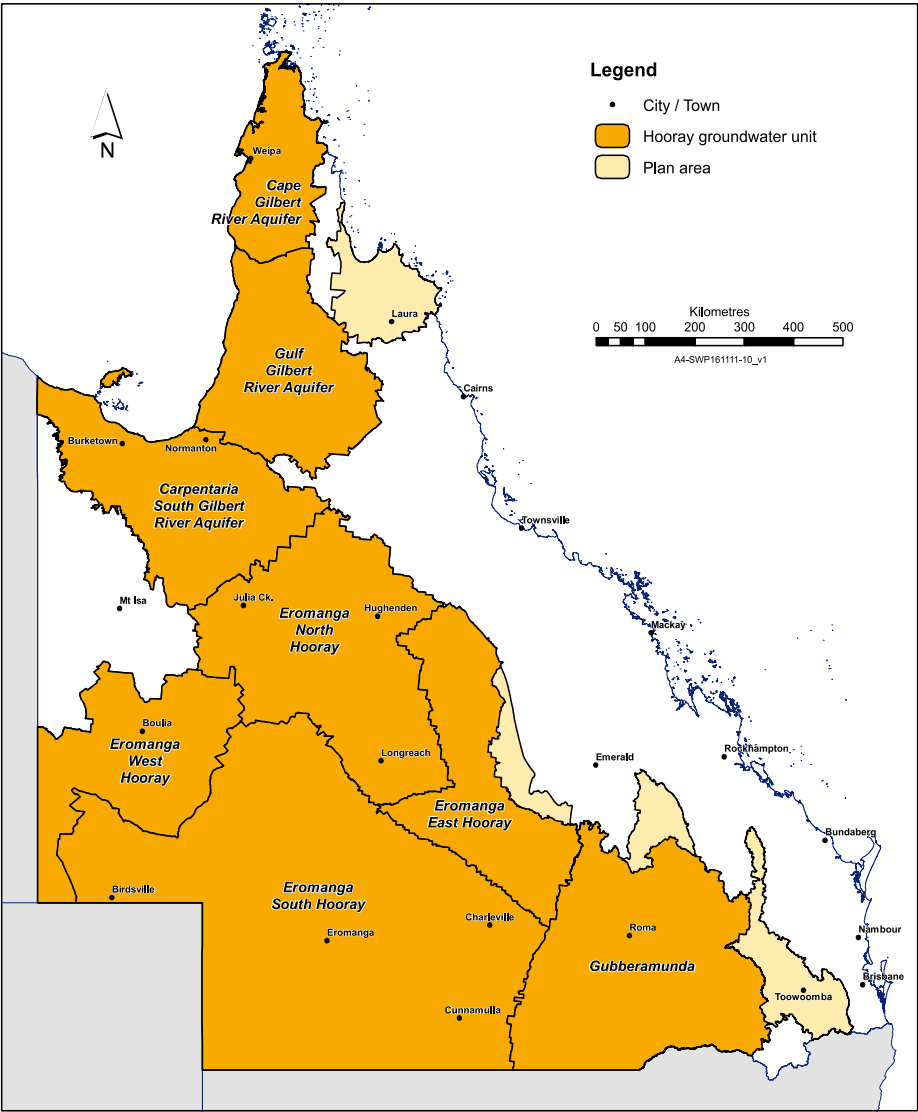 Legend
City / Town
Hooray groundwater unit
Plan area
N
Weipa
Cape
Gilbert
River Aquifer
Laura
Kilometres
0 50 100 200 300 400 500
A4-SWP161111-10_v1
Gulf
Gilbert
River Aquifer
Cairns
Burketown
Normanton
Carpentaria
South Gilbert
River Aquifer
Townsville
Mt Isa
Julia Ck.
Hughenden
Eromanga
North
Hooray
Mackay
Boulia
Eromanga
West
Hooray
Longreach
Emerald
Rockhampton
Eromanga
East Hooray
Bundaberg
Birdsville
Eromanga
South Hooray
Charleville
Eromanga
Roma
Nambour
Gubberamunda
Brisbane
Toowoomba
Cunnamulla